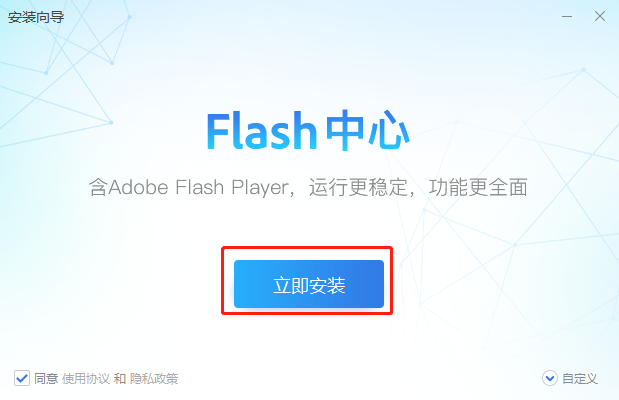 安装向导
Flash中心
含Adobe Flash Player，运行更稳定，功能更全面
立即安装
同意 使用协议 和 隐私政策
自定义